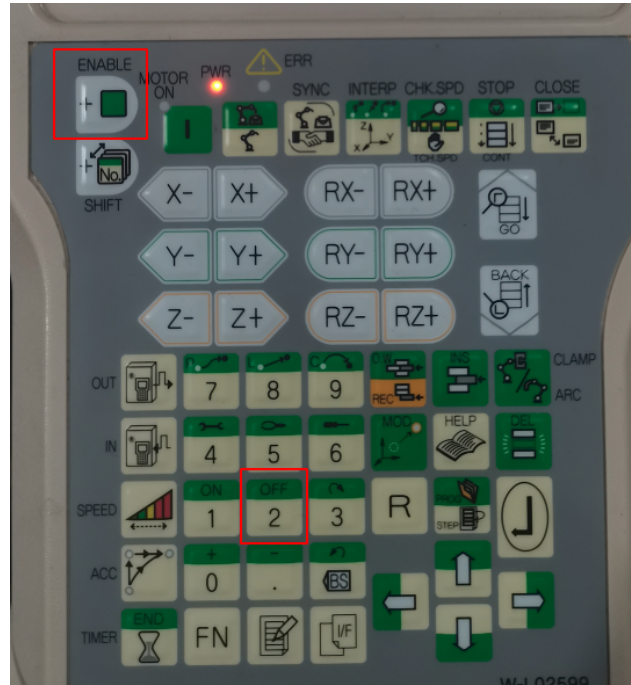 ENABLE
MOTOR ON
PWR
ERR
SYNC
INTERP
CHK.SPD
STOP
CLOSE
TCH.SPD
CONT
Z
X
Y
No.
SHIFT
X-
X+
RX-
RX+
GO
Y-
Y+
RY-
RY+
BACK
Z-
Z+
RZ-
RZ+
OUT
7
8
9
O.W
REC
INS
CLAMP
ARC
IN
4
5
6
MOD
HELP
DEL
SPEED
ON
1
OFF
2
3
R
PROG
STEP
ACC
+
0
-
.
BS
TIMER
END
FN
I/F
W-L02599